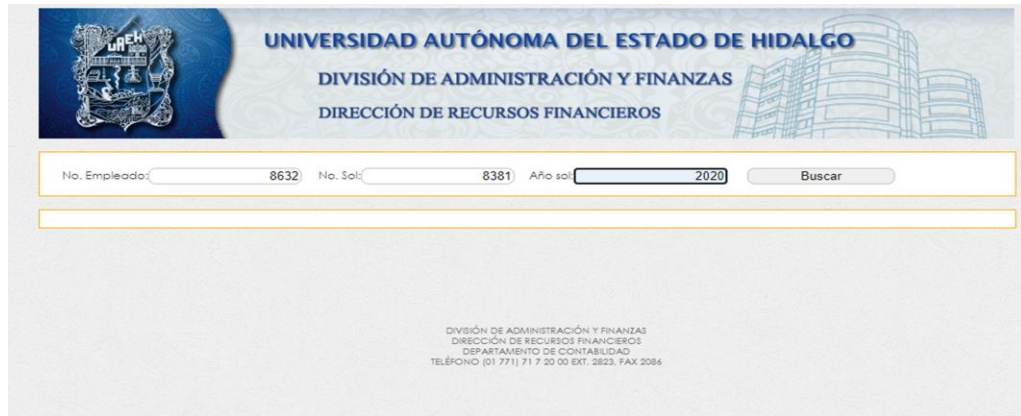 UAEH
UNIVERSIDAD AUTÓNOMA DEL ESTADO DE HIDALGO
DIVISIÓN DE ADMINISTRACIÓN Y FINANZAS
DIRECCIÓN DE RECURSOS FINANCIEROS
No. Empleado: 8632 No. Sol: 8381 Año sol: 2020 Buscar
DIVISIÓN DE ADMINISTRACIÓN Y FINANZAS
DIRECCIÓN DE RECURSOS FINANCIEROS
DEPARTAMENTO DE CONTABILIDAD
TELÉFONO (01 771) 71 7 20 00 EXT. 2823, FAX 2086